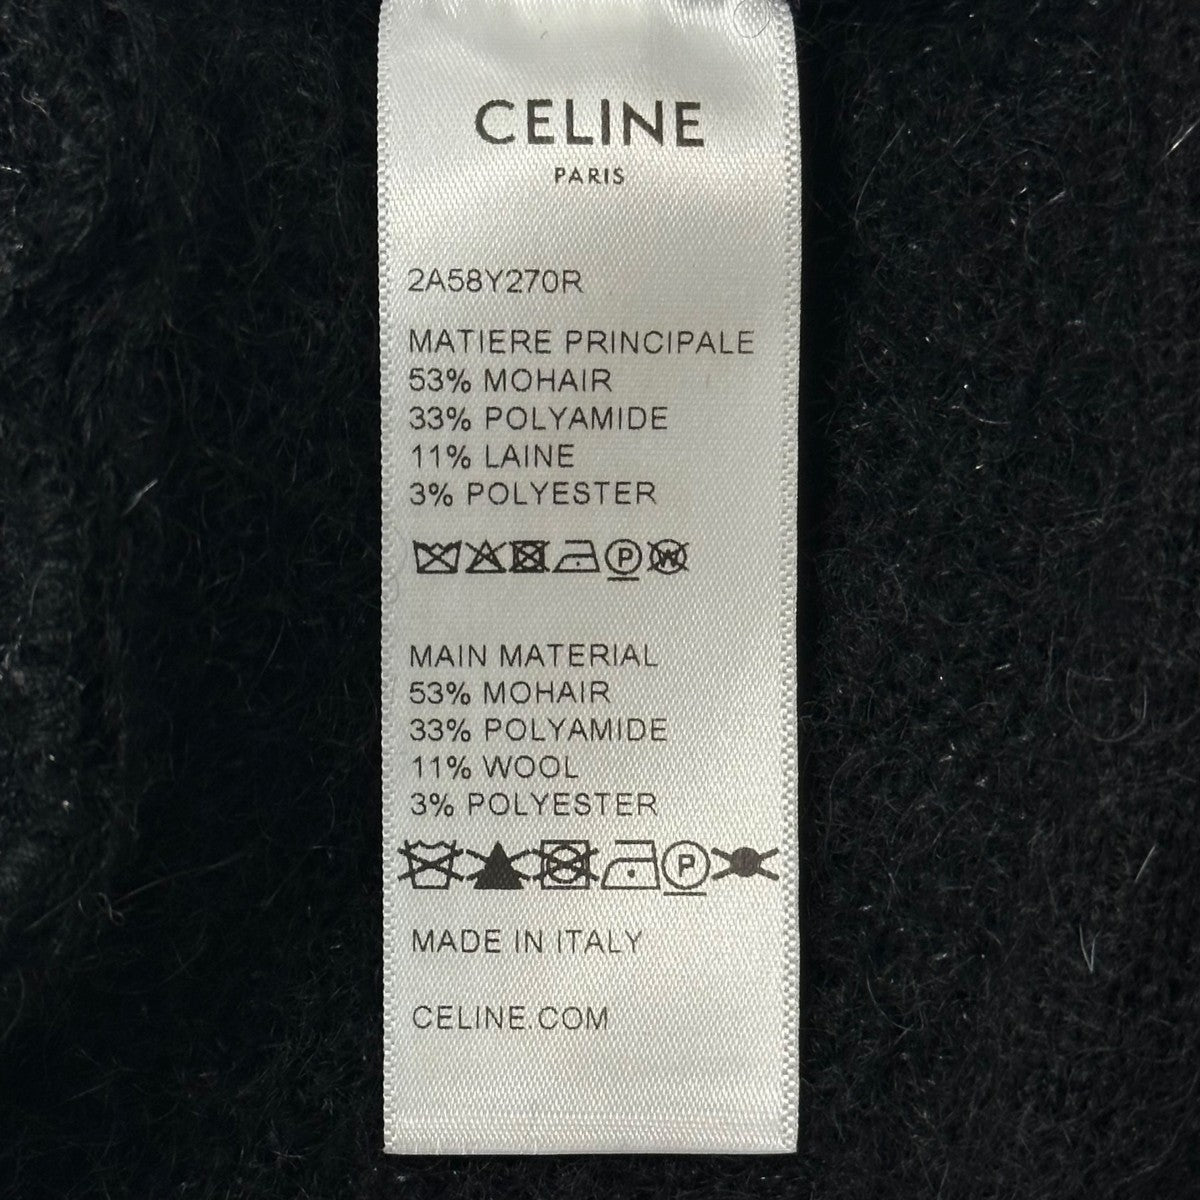 CELINE
PARIS
2A58Y270R
MATIERE PRINCIPALE
53% MOHAIR
33% POLYAMIDE
11% LAINE
3% POLYESTER
P W
MAIN MATERIAL
53% MOHAIR
33% POLYAMIDE
11% WOOL
3% POLYESTER
P
MADE IN ITALY
CELINE.COM